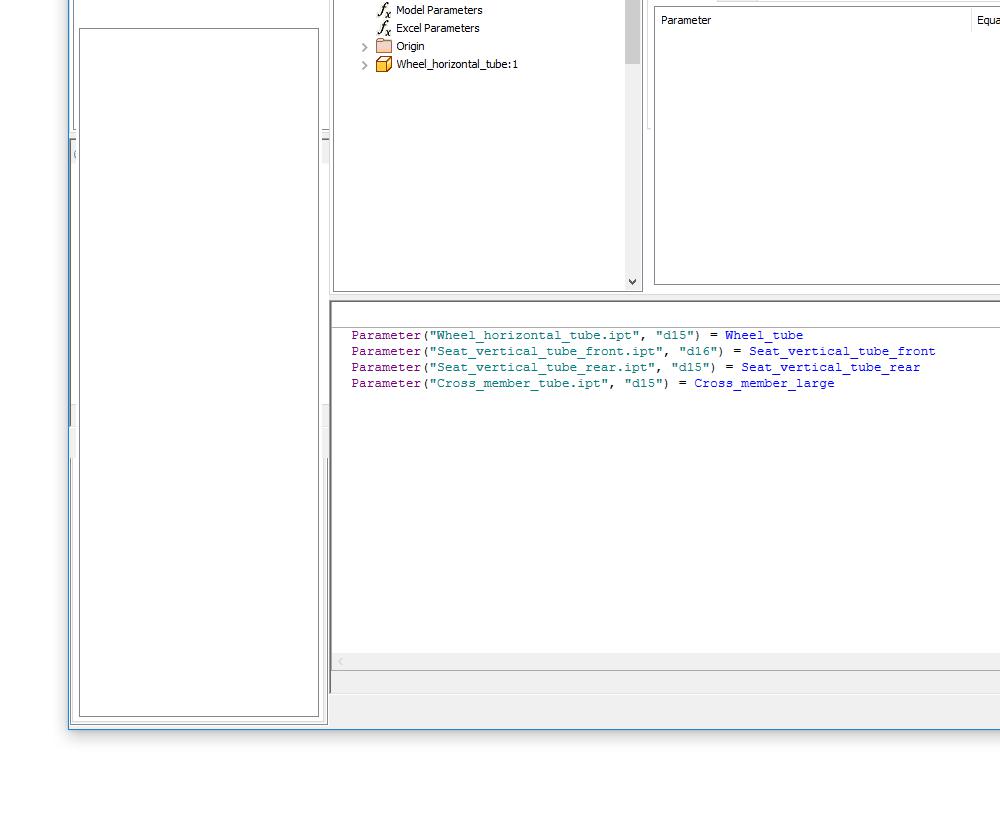 Model Parameters
Excel Parameters
Origin
Wheel_horizontal_tube:1
Parameter
Parameter("Wheel_horizontal_tube.ipt", "d15") = Wheel_tube
Parameter("Seat_vertical_tube_front.ipt", "d16") = Seat_vertical_tube_front
Parameter("Seat_vertical_tube_rear.ipt", "d15") = Seat_vertical_tube_rear
Parameter("Cross_member_tube.ipt", "d15") = Cross_member_large